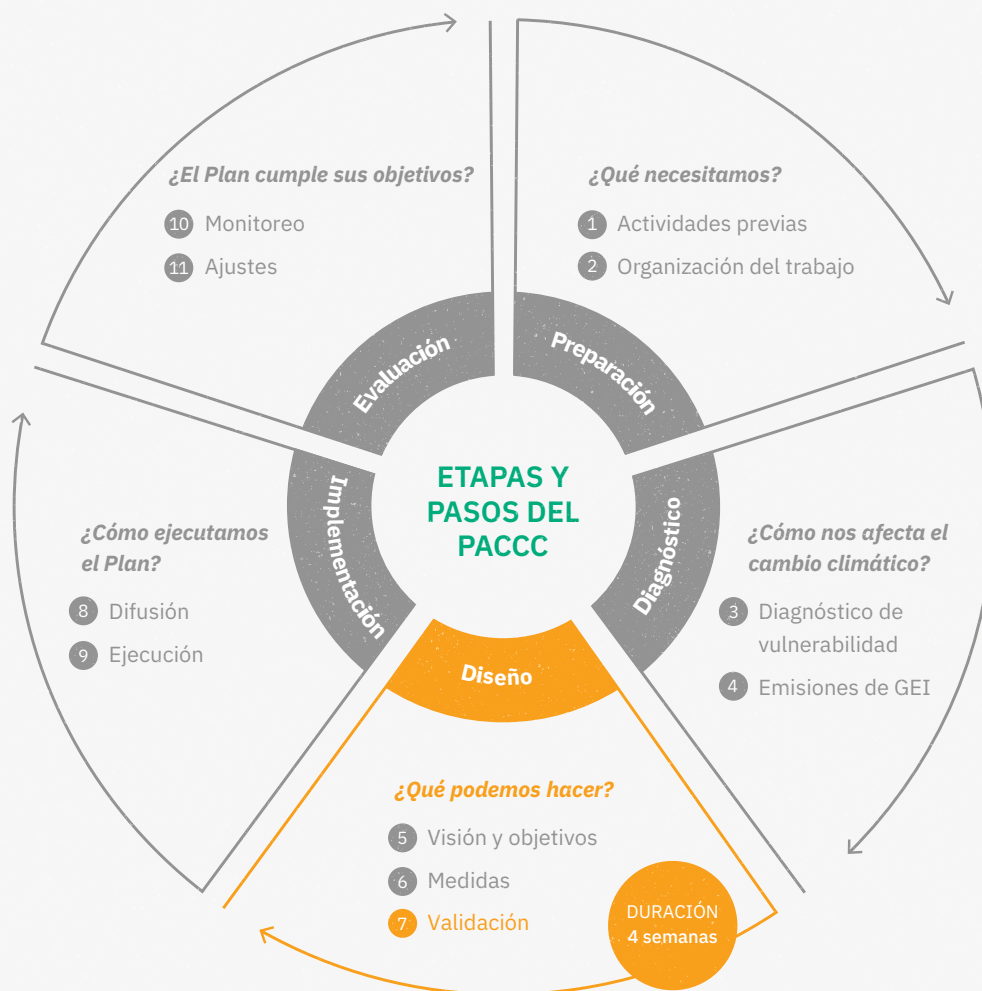 ¿El Plan cumple sus objetivos?
10 Monitoreo
11 Ajustes
¿Qué necesitamos?
1 Actividades previas
2 Organización del trabajo
Evaluación
Preparación
ETAPAS Y
PASOS DEL
PACCC
Implementación
Diagnóstico
¿Cómo ejecutamos
el Plan?
8 Difusión
9 Ejecución
¿Cómo nos afecta el
cambio climático?
3 Diagnóstico de
vulnerabilidad
4 Emisiones de GEI
Diseño
¿Qué podemos hacer?
5 Visión y objetivos
6 Medidas
7 Validación
DURACIÓN
4 semanas